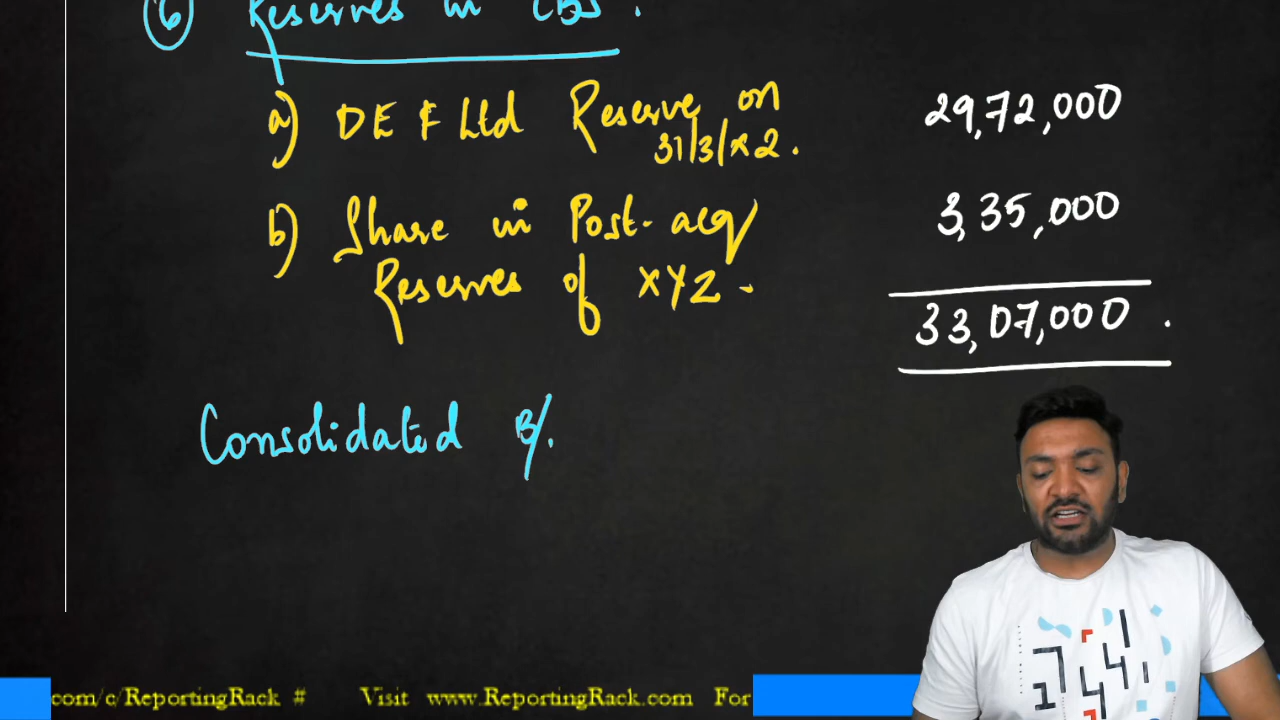 6 Reserves in CBS :
a) DEF Ltd Reserve on 29,72,000
31/3/x2.
b) Share in Post-acq 3,35,000
Reserves of XYZ.
33,07,000.
Consolidated B/.
com/c/ReportingRack # Visit www.ReportingRack.com For